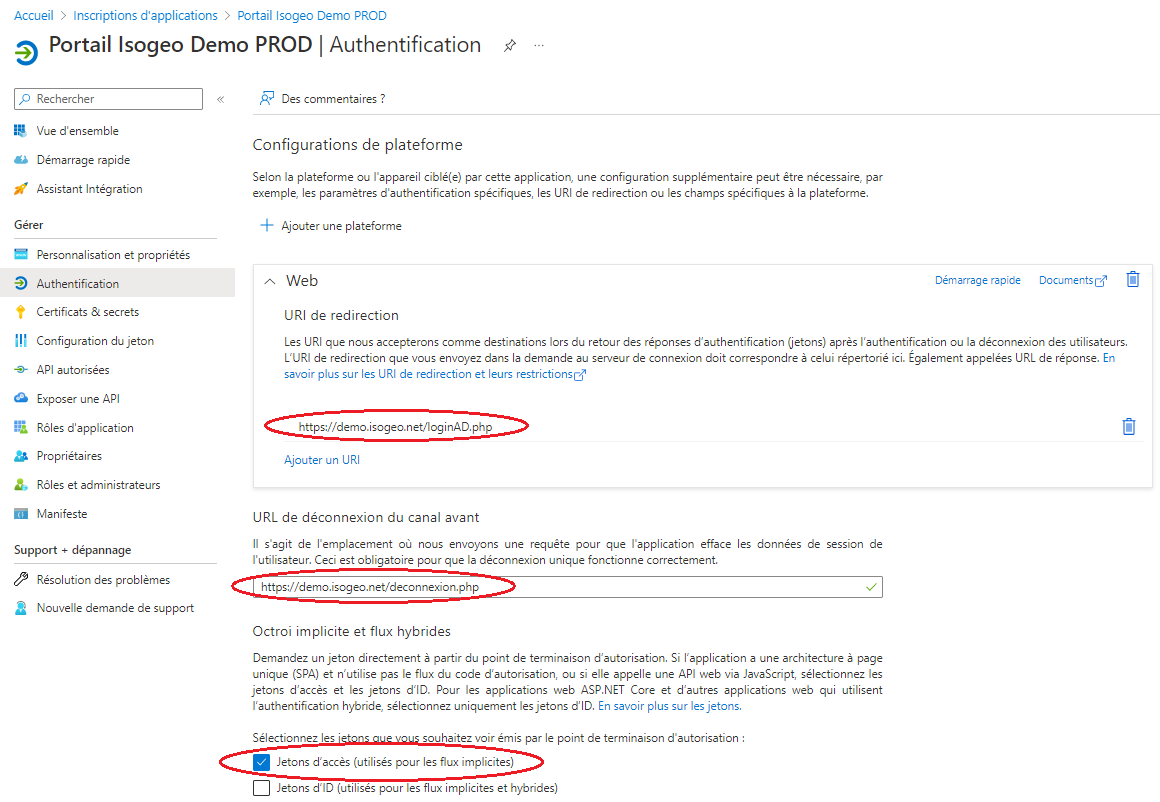 Accueil > Inscriptions d'applications > Portail Isogeo Demo PROD
Portail Isogeo Demo PROD | Authentification
Rechercher
«
Des commentaires ?
Vue d'ensemble
Démarrage rapide
Assistant Intégration
Gérer
Personnalisation et propriétés
Authentification
Certificats & secrets
Configuration du jeton
API autorisées
Exposer une API
Rôles d'application
Propriétaires
Rôles et administrateurs
Manifeste
Support + dépannage
Résolution des problèmes
Nouvelle demande de support
Configurations de plateforme
Selon la plateforme ou l'appareil ciblé(e) par cette application, une configuration supplémentaire peut être nécessaire, par
exemple, les paramètres d'authentification spécifiques, les URI de redirection ou les champs spécifiques à la plateforme.
Ajouter une plateforme
Web
Démarrage rapide
Documents
URI de redirection
Les URI que nous accepterons comme destinations lors du retour des réponses d'authentification (jetons) après l'authentification ou la déconnexion des utilisateurs.
L'URI de redirection que vous envoyez dans la demande au serveur de connexion doit correspondre à celui répertorié ici. Également appelées URL de réponse. En
savoir plus sur les URI de redirection et leurs restrictions
https://demo.isogeo.net/loginAD.php
Ajouter un URI
URL de déconnexion du canal avant
Il s'agit de l'emplacement où nous envoyons une requête pour que l'application efface les données de session de
l'utilisateur. Ceci est obligatoire pour que la déconnexion unique fonctionne correctement.
https://demo.isogeo.net/deconnexion.php
Octroi implicite et flux hybrides
Demandez un jeton directement à partir du point de terminaison d'autorisation. Si l'application a une architecture à page
unique (SPA) et n'utilise pas le flux du code d'autorisation, ou si elle appelle une API web via JavaScript, sélectionnez les
jetons d'accès et les jetons d'ID. Pour les applications web ASP.NET Core et d'autres applications web qui utilisent
l'authentification hybride, sélectionnez uniquement les jetons d'ID. En savoir plus sur les jetons.
Sélectionnez les jetons que vous souhaitez voir émis par le point de terminaison d'autorisation :
Jetons d'accès (utilisés pour les flux implicites)
Jetons d'ID (utilisés pour les flux implicites et hybrides)